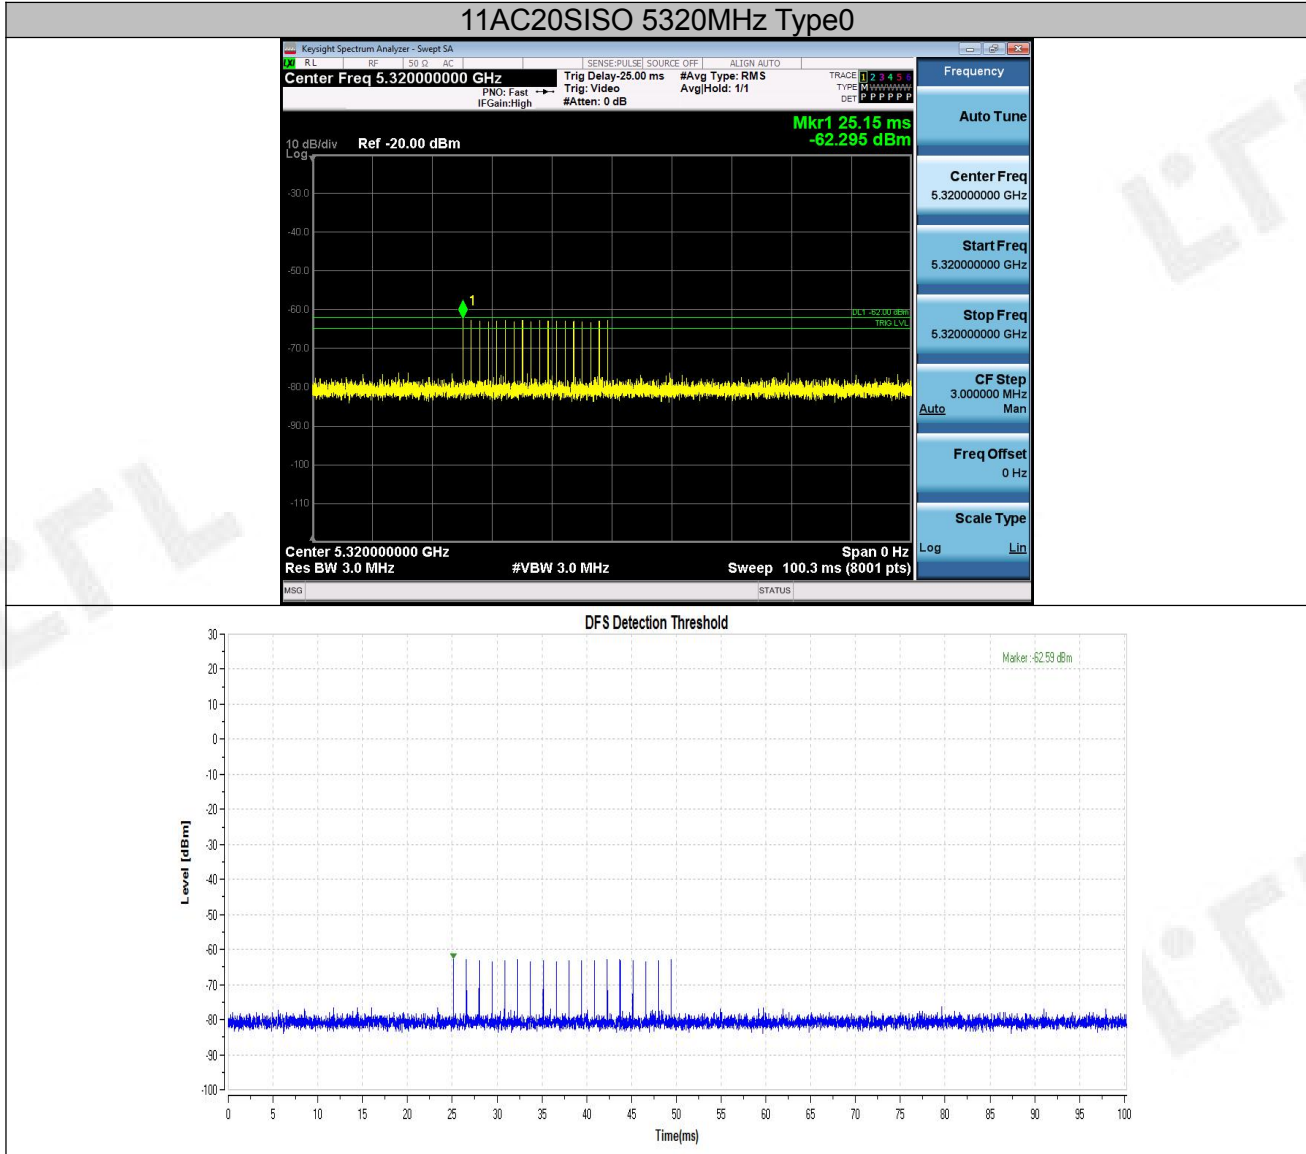 11AC20SISO 5320MHz Type0
Keysight Spectrum Analyzer - Swept SA
LXI RL RF 50 Ω AC SENSE:PULSE SOURCE OFF ALIGN AUTO
Center Freq 5.320000000 GHz
PNO: Fast
IFGain:High
Trig Delay-25.00 ms
Trig: Video
#Atten: 0 dB
#Avg Type: RMS
Avg|Hold: 1/1
TRACE 1 2 3 4 5 6
TYPE M
DET P P P P P P
Mkr1 25.15 ms
-62.295 dBm
10 dB/div Ref -20.00 dBm
Log
-30.0
-40.0
-50.0
-60.0
-70.0
-80.0
-90.0
-100
-110
1
DL1 -62.00 dBm
TRIG LVL
Center 5.320000000 GHz Span 0 Hz
Res BW 3.0 MHz #VBW 3.0 MHz Sweep 100.3 ms (8001 pts)
MSG STATUS
Frequency
Auto Tune
Center Freq
5.320000000 GHz
Start Freq
5.320000000 GHz
Stop Freq
5.320000000 GHz
CF Step
3.000000 MHz
Auto Man
Freq Offset
0 Hz
Scale Type
Log Lin
DFS Detection Threshold
Marker:-62.59 dBm
Level [dBm]
30
20
10
0
-10
-20
-30
-40
-50
-60
-70
-80
-90
-100
0 5 10 15 20 25 30 35 40 45 50 55 60 65 70 75 80 85 90 95 100
Time(ms)